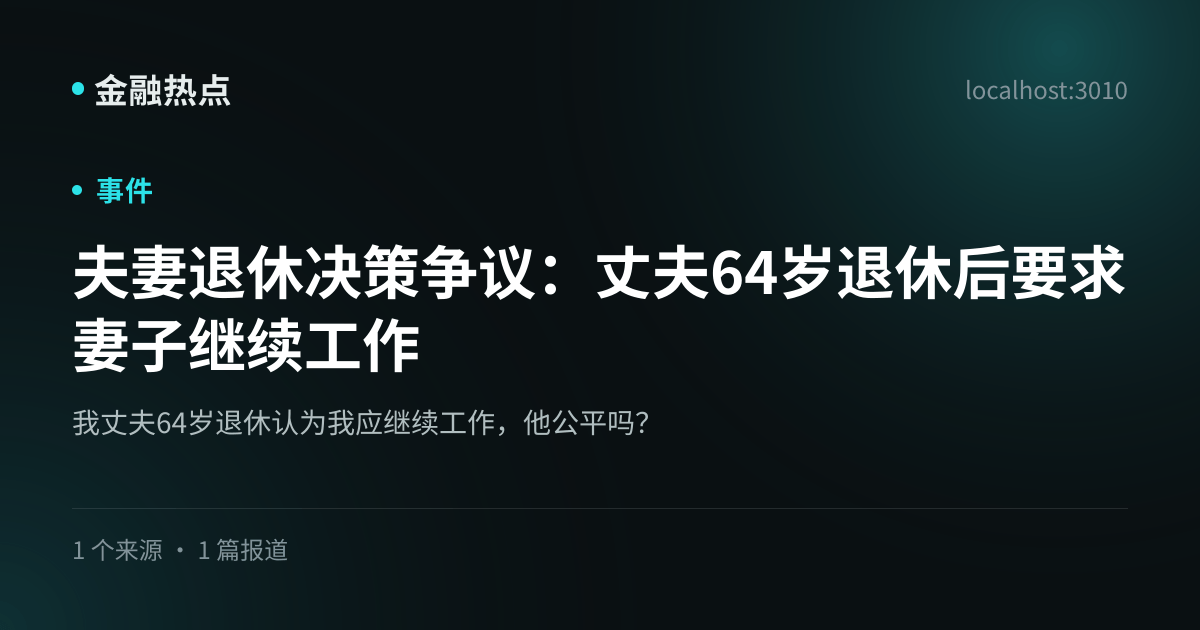 金融热点
localhost:3010
事件
夫妻退休决策争议：丈夫64岁退休后要求
妻子继续工作
我丈夫64岁退休认为我应继续工作，他公平吗？
1 个来源 · 1 篇报道